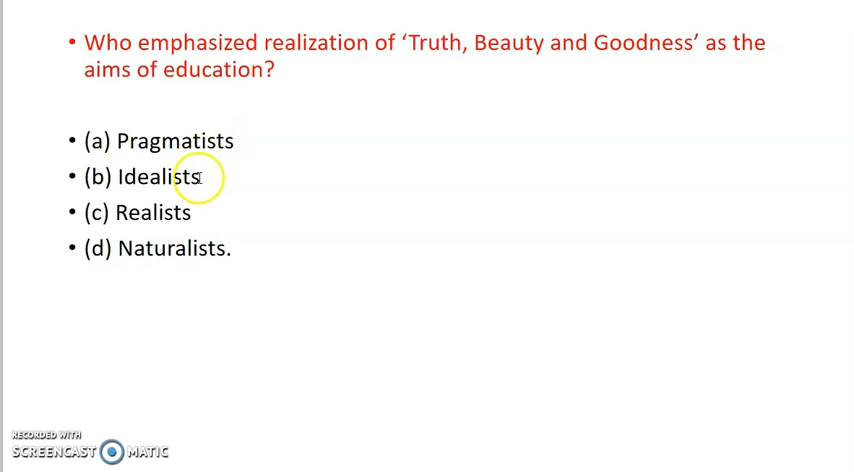 • Who emphasized realization of ‘Truth, Beauty and Goodness’ as the
aims of education?
• (a) Pragmatists
• (b) Idealists
• (c) Realists
• (d) Naturalists.
RECORDED WITH
SCREENCAST MATIC